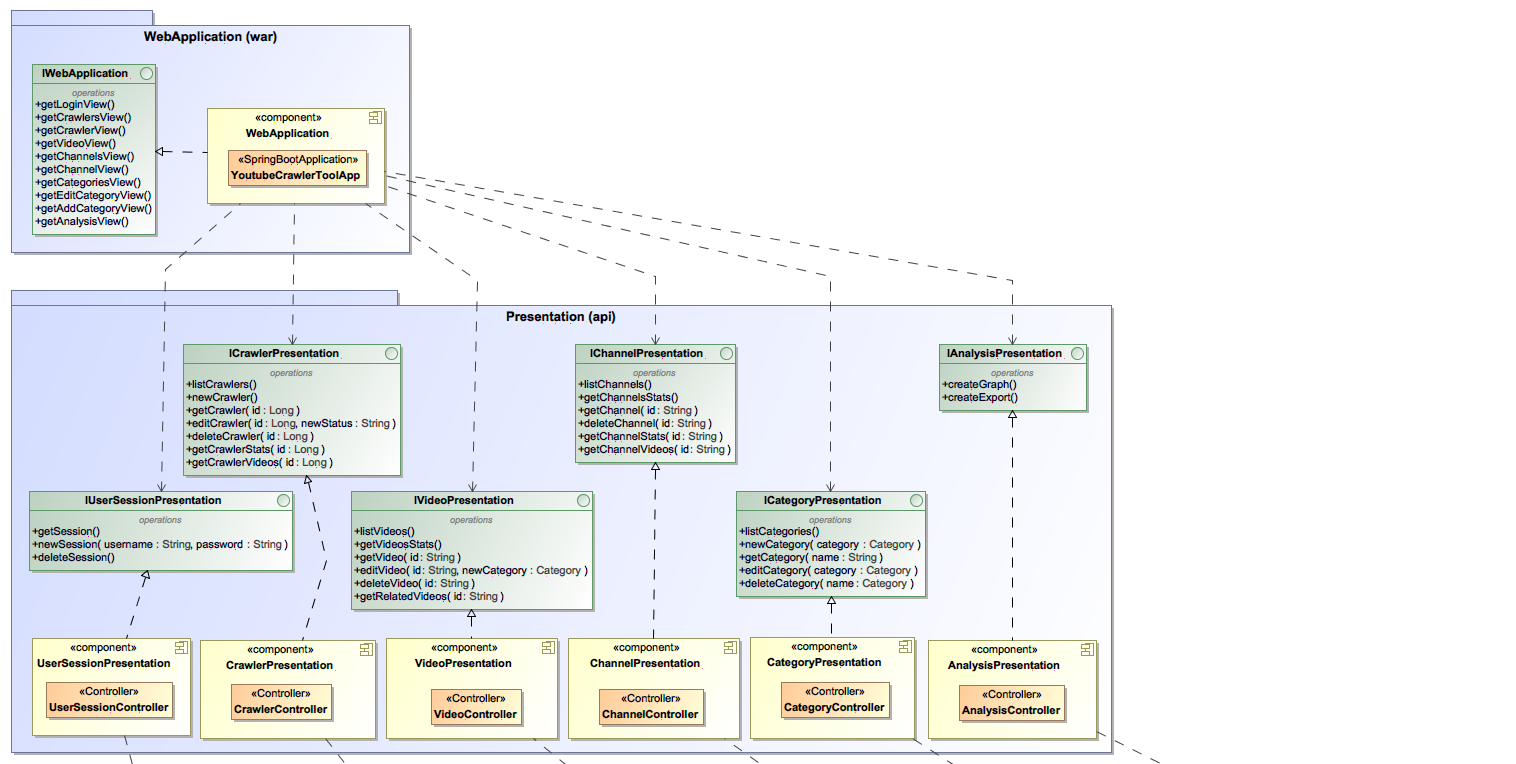 WebApplication (war)
IWebApplication
operations
+getLoginView()
+getCrawlersView()
+getCrawlerView()
+getVideoView()
+getChannelsView()
+getChannelView()
+getCategoriesView()
+getEditCategoryView()
+getAddCategoryView()
+getAnalysisView()
«component»
WebApplication
«SpringBootApplication»
YoutubeCrawlerToolApp
Presentation (api)
ICrawlerPresentation
operations
+listCrawlers()
+newCrawler()
+getCrawler( id : Long )
+editCrawler( id : Long, newStatus : String )
+deleteCrawler( id : Long )
+getCrawlerStats( id : Long )
+getCrawlerVideos( id : Long )
IChannelPresentation
operations
+listChannels()
+getChannelsStats()
+getChannel( id : String )
+deleteChannel( id : String )
+getChannelStats( id : String )
+getChannelVideos( id : String )
IAnalysisPresentation
operations
+createGraph()
+createExport()
IUserSessionPresentation
operations
+getSession()
+newSession( username : String, password : String )
+deleteSession()
IVideoPresentation
operations
+listVideos()
+getVideosStats()
+getVideo( id : String )
+editVideo( id : String, newCategory : Category )
+deleteVideo( id : String )
+getRelatedVideos( id : String )
ICategoryPresentation
operations
+listCategories()
+newCategory( category : Category )
+getCategory( name : String )
+editCategory( category : Category )
+deleteCategory( name : Category )
«component»
UserSessionPresentation
«Controller»
UserSessionController
«component»
CrawlerPresentation
«Controller»
CrawlerController
«component»
VideoPresentation
«Controller»
VideoController
«component»
ChannelPresentation
«Controller»
ChannelController
«component»
CategoryPresentation
«Controller»
CategoryController
«component»
AnalysisPresentation
«Controller»
AnalysisController